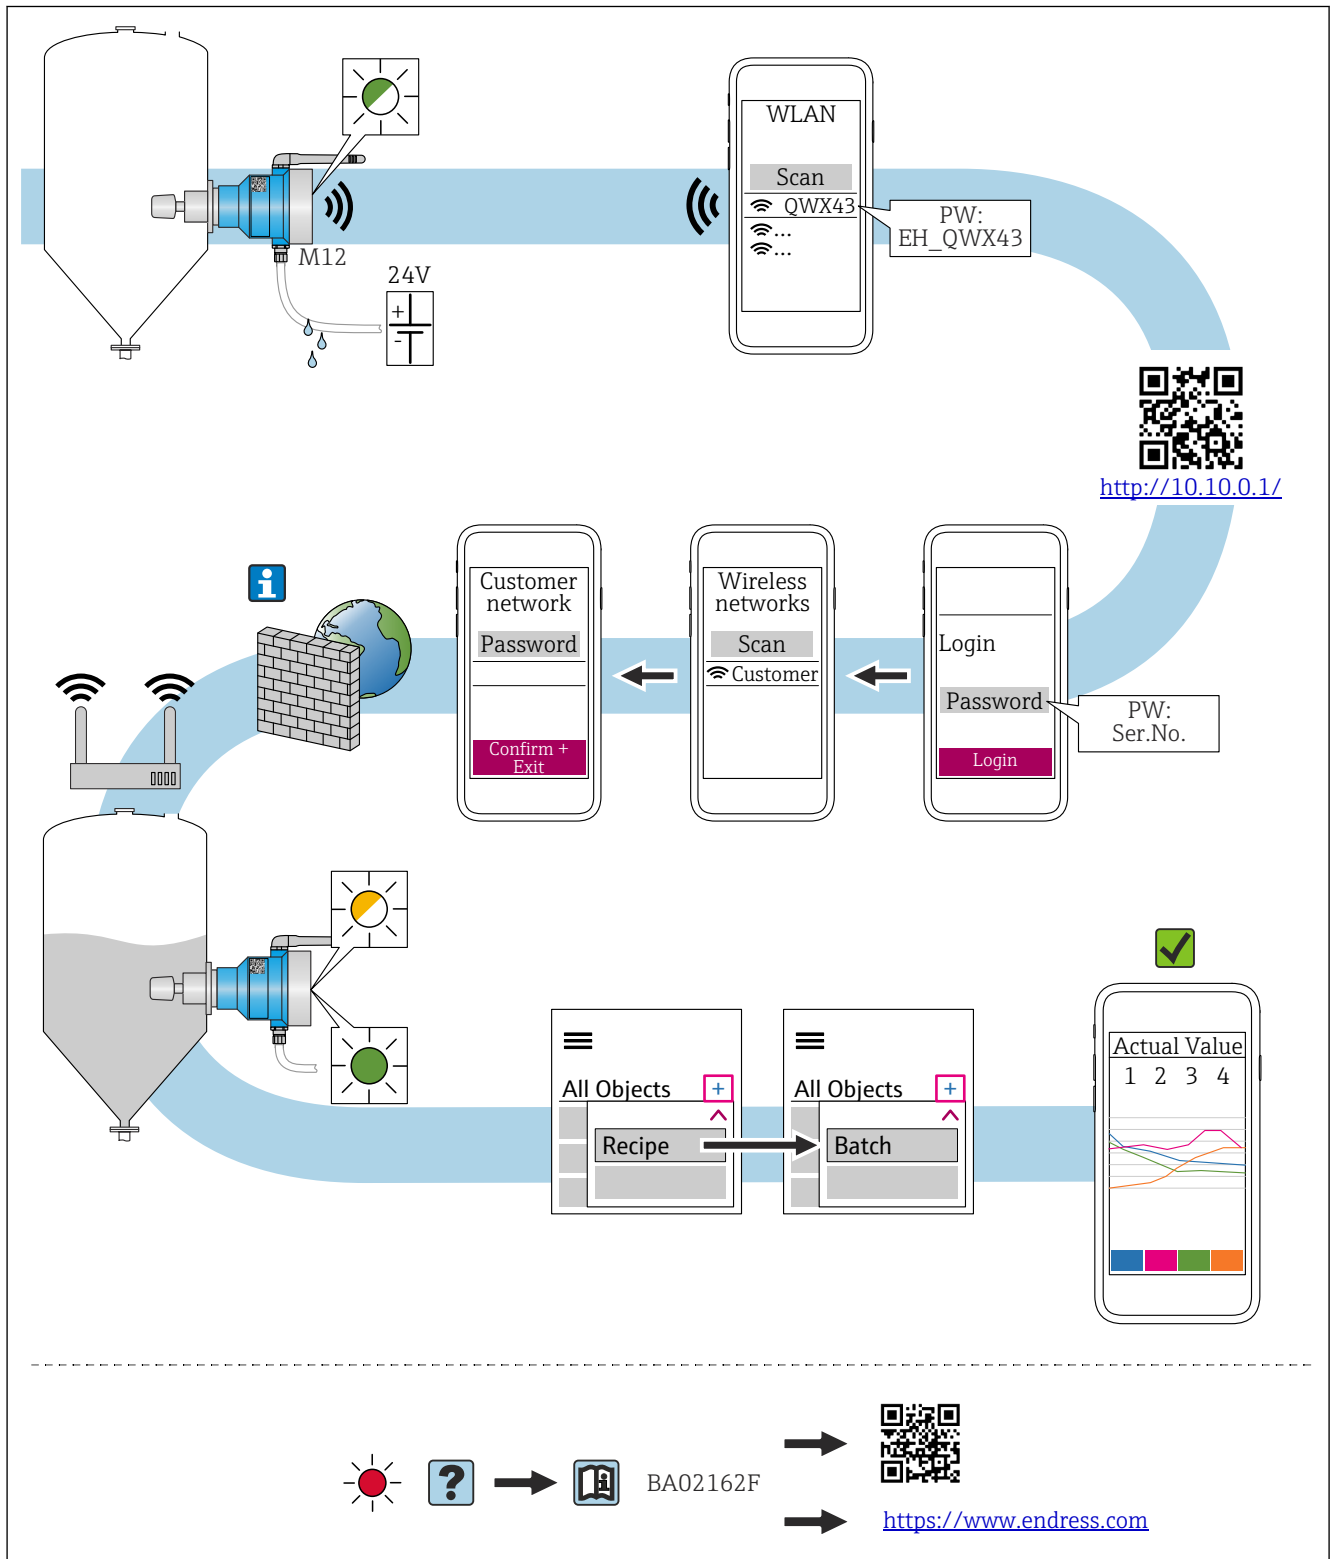 WLAN
Scan
QWX43
...
...
PW:
EH_QWX43
M12
24V
+
-
http://10.10.0.1/
Customer
network
Password
Confirm +
Exit
Wireless
networks
Scan
Customer
Login
Password
Login
PW:
Ser.No.
All Objects +
Recipe
All Objects +
Batch
Actual Value
1 2 3 4
?
i
BA02162F
https://www.endress.com